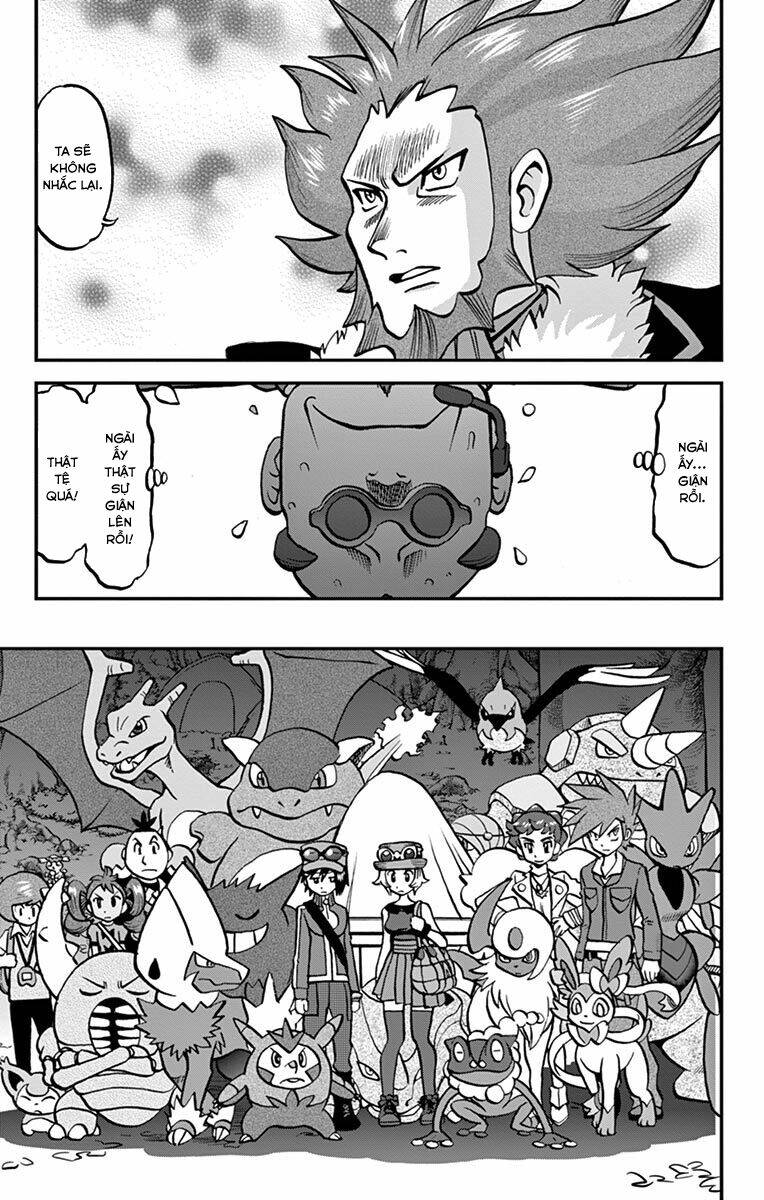 TA SẼ
KHÔNG
NHẮC LẠI.
NGÀI
ẤY...
GIẬN
RỒI.
NGÀI
ẤY
THẬT
SỰ
GIẬN
LÊN
RỒI!
THẬT
TỆ
QUÁ!